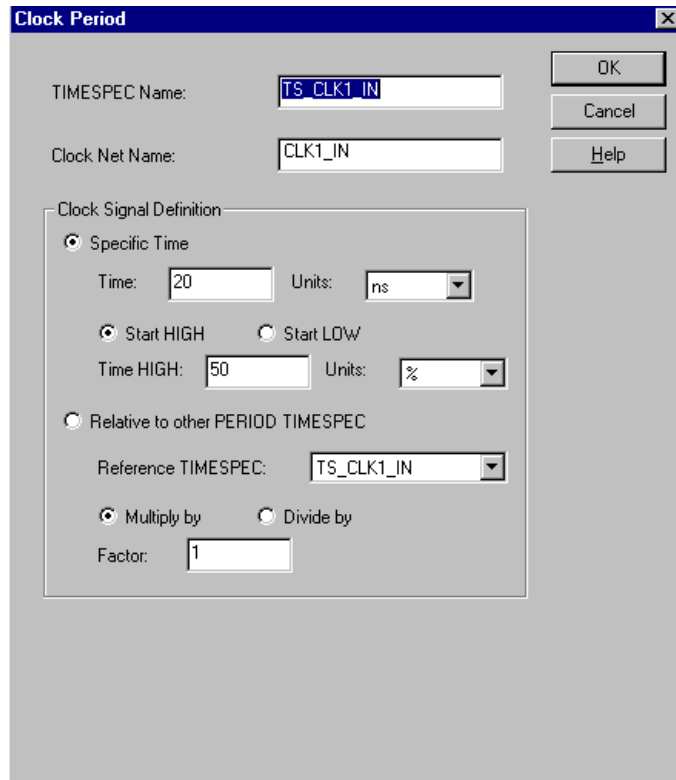 Clock Period
OK
TIMESPEC Name: TS_CLK1_IN
Cancel
Clock Net Name: CLK1_IN
Help
Clock Signal Definition
Specific Time
Time: 20 Units: ns
Start HIGH Start LOW
Time HIGH: 50 Units: %
Relative to other PERIOD TIMESPEC
Reference TIMESPEC: TS_CLK1_IN
Multiply by Divide by
Factor: 1